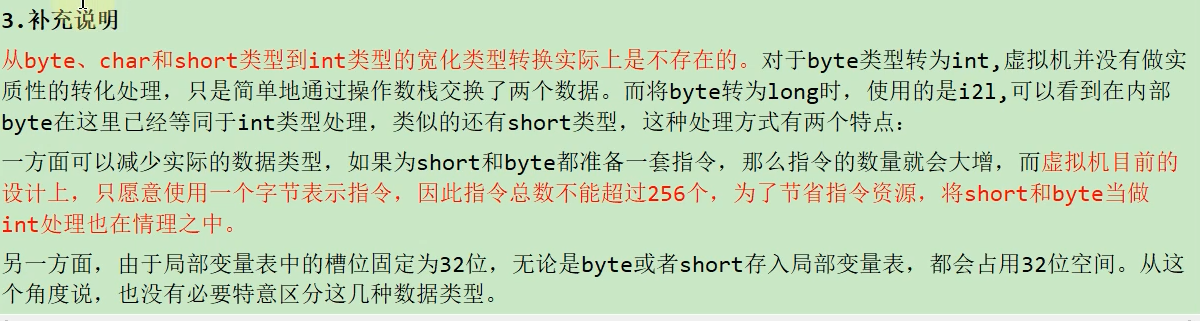 3.补充说明
从byte、char和short类型到int类型的宽化类型转换实际上是不存在的。对于byte类型转为int,虚拟机并没有做实
质性的转化处理，只是简单地通过操作数栈交换了两个数据。而将byte转为long时，使用的是i2l,可以看到在内部
byte在这里已经等同于int类型处理，类似的还有short类型，这种处理方式有两个特点：
一方面可以减少实际的数据类型，如果为short和byte都准备一套指令，那么指令的数量就会大增，而虚拟机目前的
设计上，只愿意使用一个字节表示指令，因此指令总数不能超过256个，为了节省指令资源，将short和byte当做
int处理也在情理之中。
另一方面，由于局部变量表中的槽位固定为32位，无论是byte或者short存入局部变量表，都会占用32位空间。从这
个角度说，也没有必要特意区分这几种数据类型。